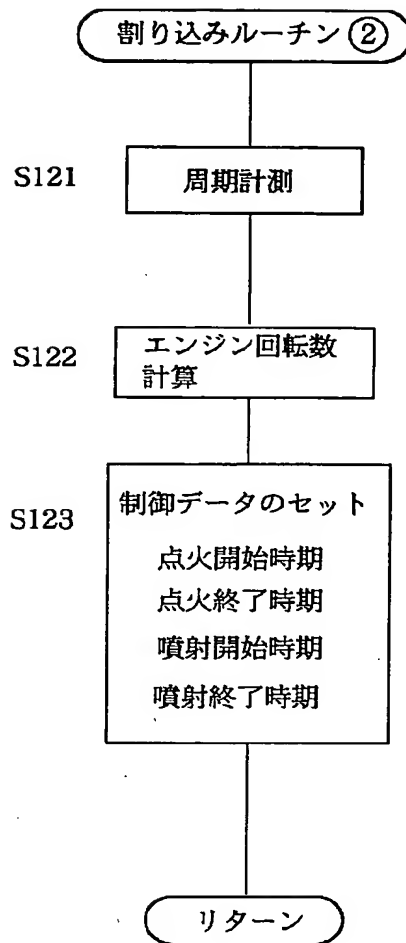 割り込みルーチン②
S121
周期計測
S122
エンジン回転数
計算
S123
制御データのセット
点火開始時期
点火終了時期
噴射開始時期
噴射終了時期
リターン